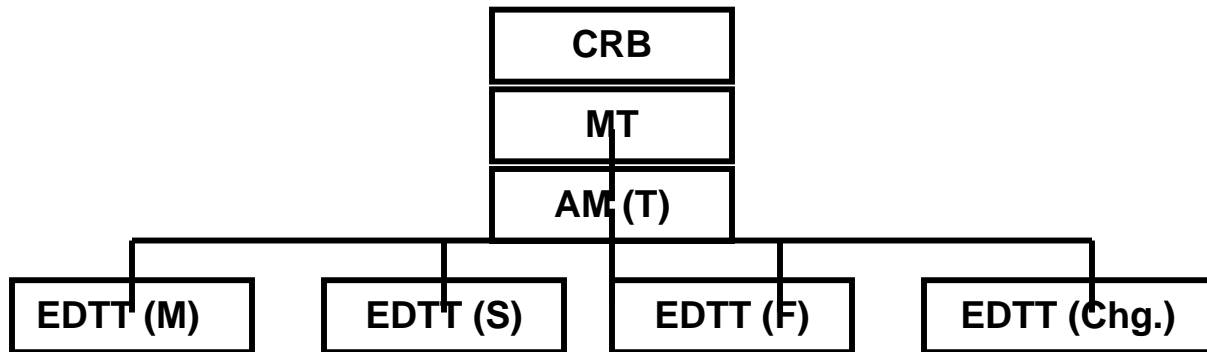 CRB
MT
AM (T)
EDTT (M) EDTT (S) EDTT (F) EDTT (Chg.)